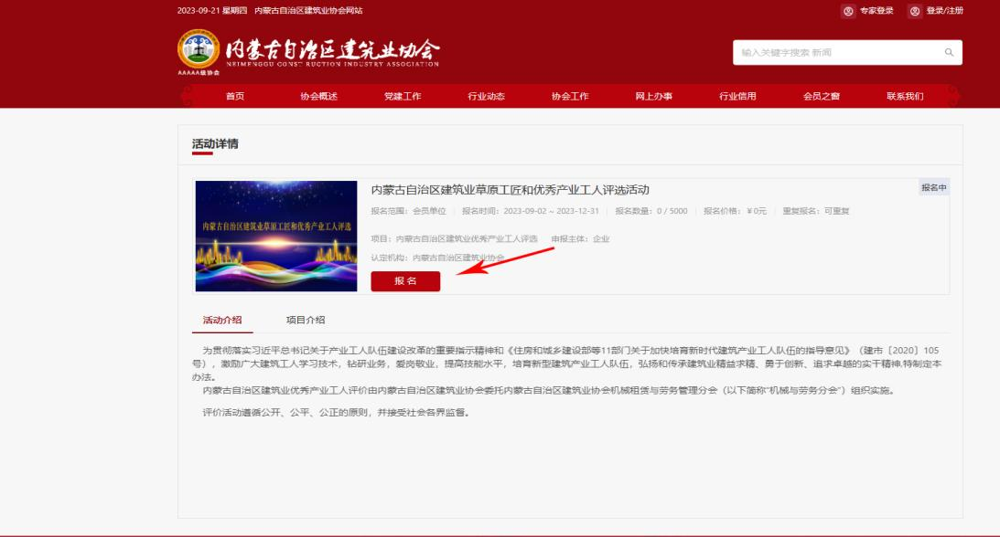 2023-09-21 星期四 内蒙古自治区建筑业协会网站
专家登录 登录/注册
内蒙古自治区建筑业协会
NEIMENGGU CONSTRUCTION INDUSTRY ASSOCIATION
AAAAA级协会
输入关键字搜索 新闻
首页 协会概述 党建工作 行业动态 协会工作 网上办事 行业信用 会员之窗 联系我们
活动详情
内蒙古自治区建筑业草原工匠和优秀产业工人评选
内蒙古自治区建筑业草原工匠和优秀产业工人评选活动
报名中
报名范围：会员单位 报名时间：2023-09-02 ~ 2023-12-31 报名数量：0 / 5000 报名价格：￥0元 重复报名：可重复
项目：内蒙古自治区建筑业优秀产业工人评选 申报主体：企业
认定机构：内蒙古自治区建筑业协会
报 名
活动介绍 项目介绍
为贯彻落实习近平总书记关于产业工人队伍建设改革的重要指示精神和《住房和城乡建设部等11部门关于加快培育新时代建筑产业工人队伍的指导意见》（建市〔2020〕105
号），激励广大建筑工人学习技术，钻研业务，爱岗敬业，提高技能水平，培育新型建筑产业工人队伍，弘扬和传承建筑业精益求精、勇于创新、追求卓越的实干精神,特制定本
办法。
内蒙古自治区建筑业优秀产业工人评价由内蒙古自治区建筑业协会委托内蒙古自治区建筑业协会机械租赁与劳务管理分会（以下简称“机械与劳务分会”）组织实施。
评价活动遵循公开、公平、公正的原则，并接受社会各界监督。